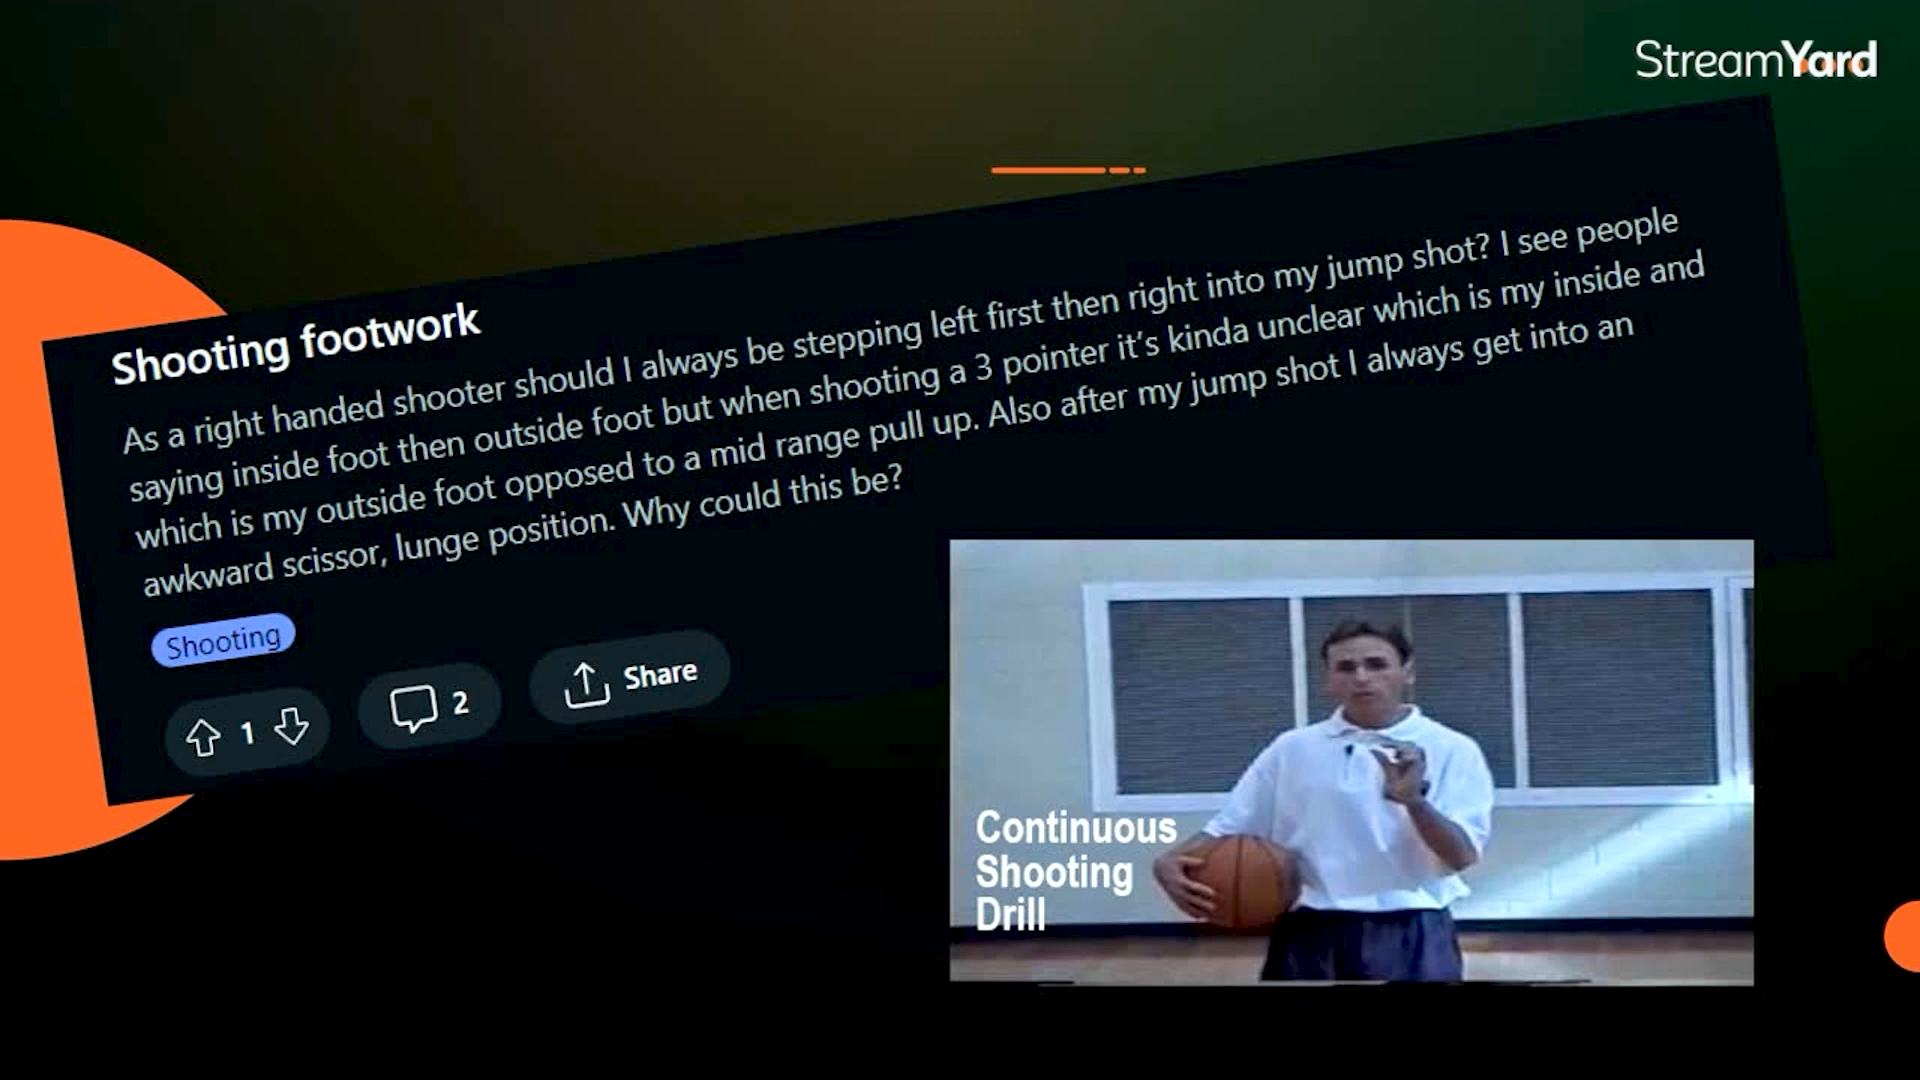 StreamYard
Shooting footwork
As a right handed shooter should I always be stepping left first then right into my jump shot? I see people
saying inside foot then outside foot but when shooting a 3 pointer it's kinda unclear which is my inside and
which is my outside foot opposed to a mid range pull up. Also after my jump shot I always get into an
awkward scissor, lunge position. Why could this be?
Shooting
1
2
Share
Continuous
Shooting
Drill